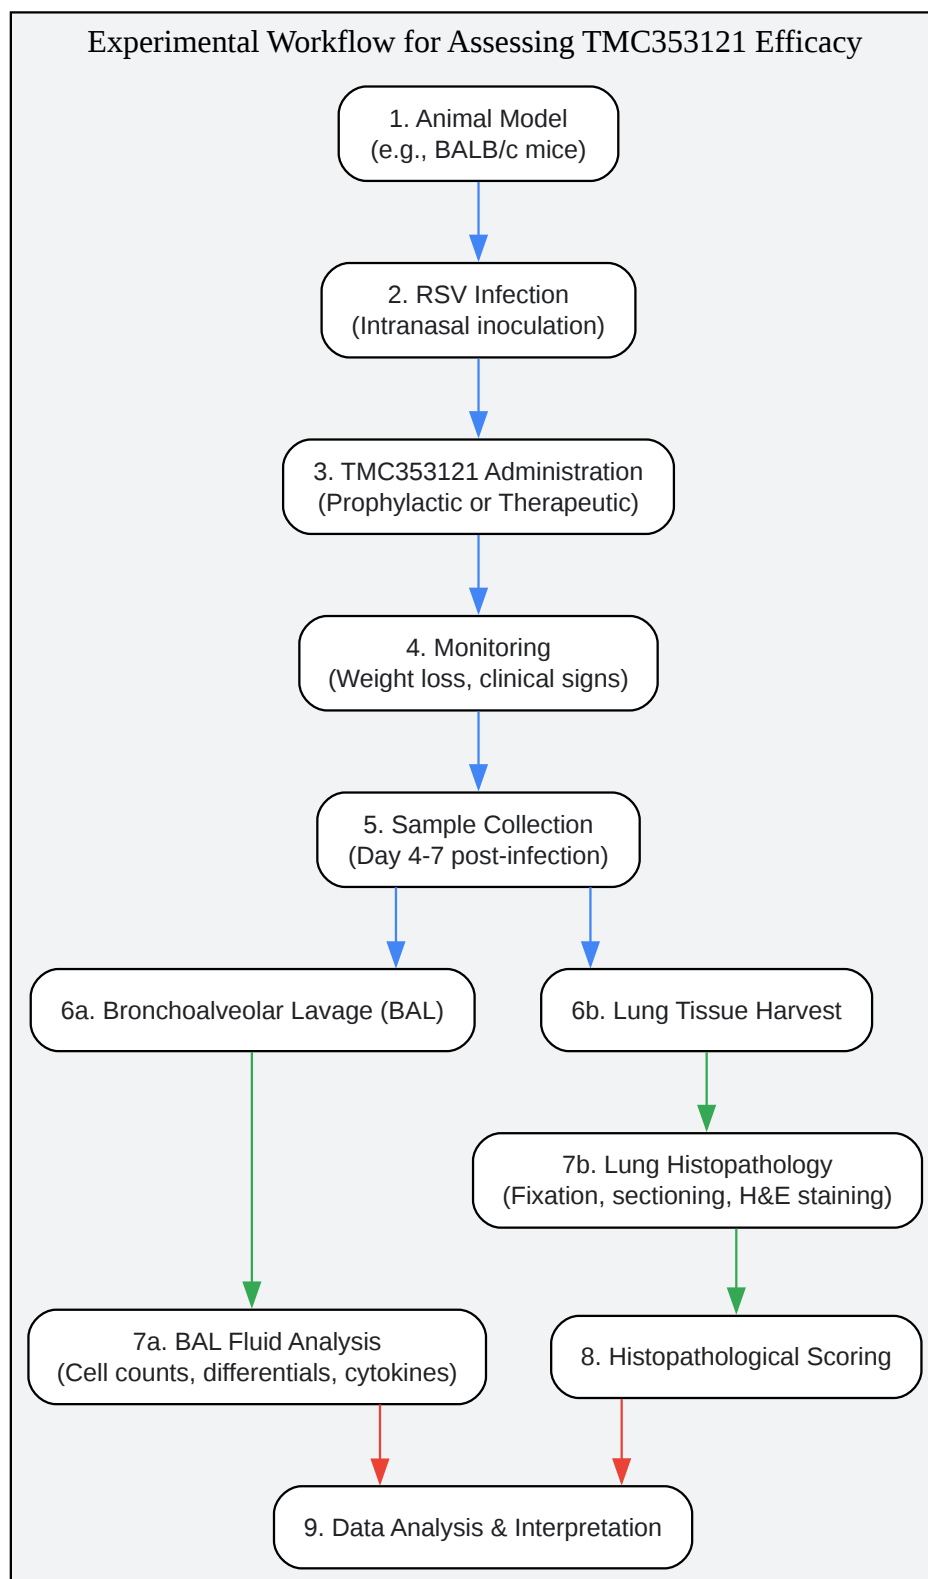 Experimental Workflow for Assessing TMC353121 Efficacy
1. Animal Model
(e.g., BALB/c mice)
2. RSV Infection
(Intranasal inoculation)
3. TMC353121 Administration
(Prophylactic or Therapeutic)
4. Monitoring
(Weight loss, clinical signs)
5. Sample Collection
(Day 4-7 post-infection)
6a. Bronchoalveolar Lavage (BAL)
6b. Lung Tissue Harvest
7b. Lung Histopathology
(Fixation, sectioning, H&E staining)
7a. BAL Fluid Analysis
(Cell counts, differentials, cytokines)
8. Histopathological Scoring
9. Data Analysis & Interpretation